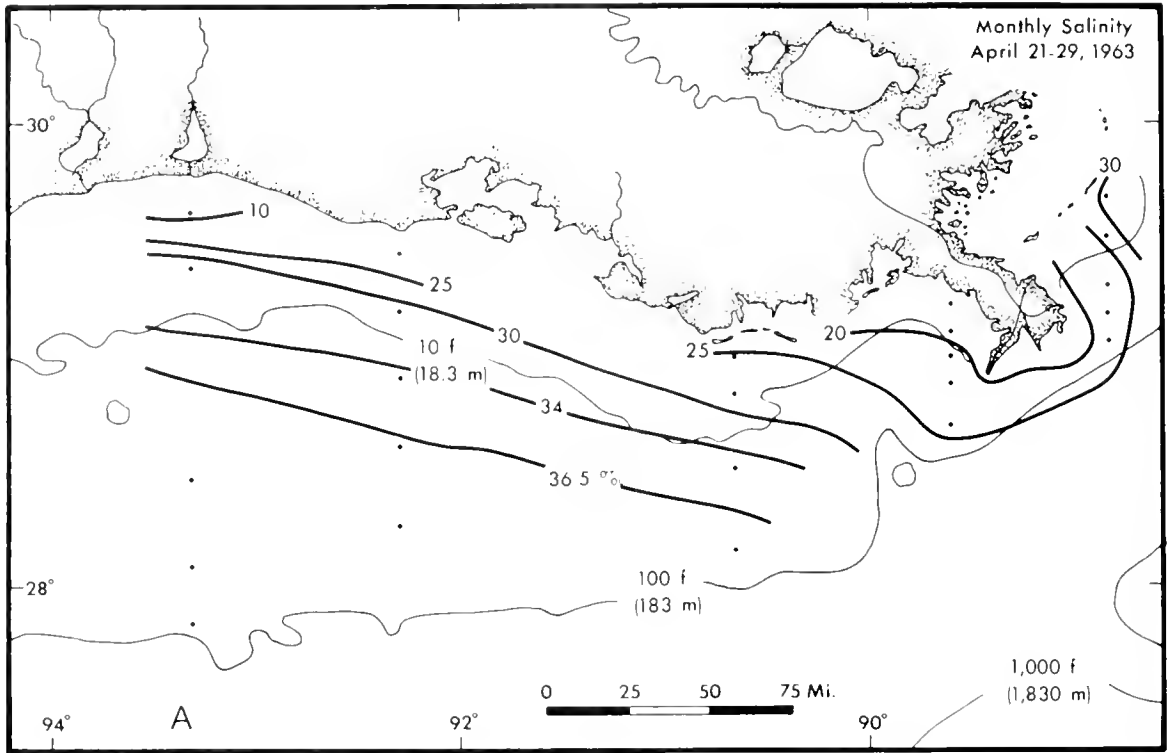 Monthly Salinity
April 21-29, 1963
30°
30
10
25
30
20
25
10 f
(18.3 m)
34
36 5 ‰
28°
100 f
(183 m)
1,000 f
(1,830 m)
0 25 50 75 Mi.
94° A 92° 90°